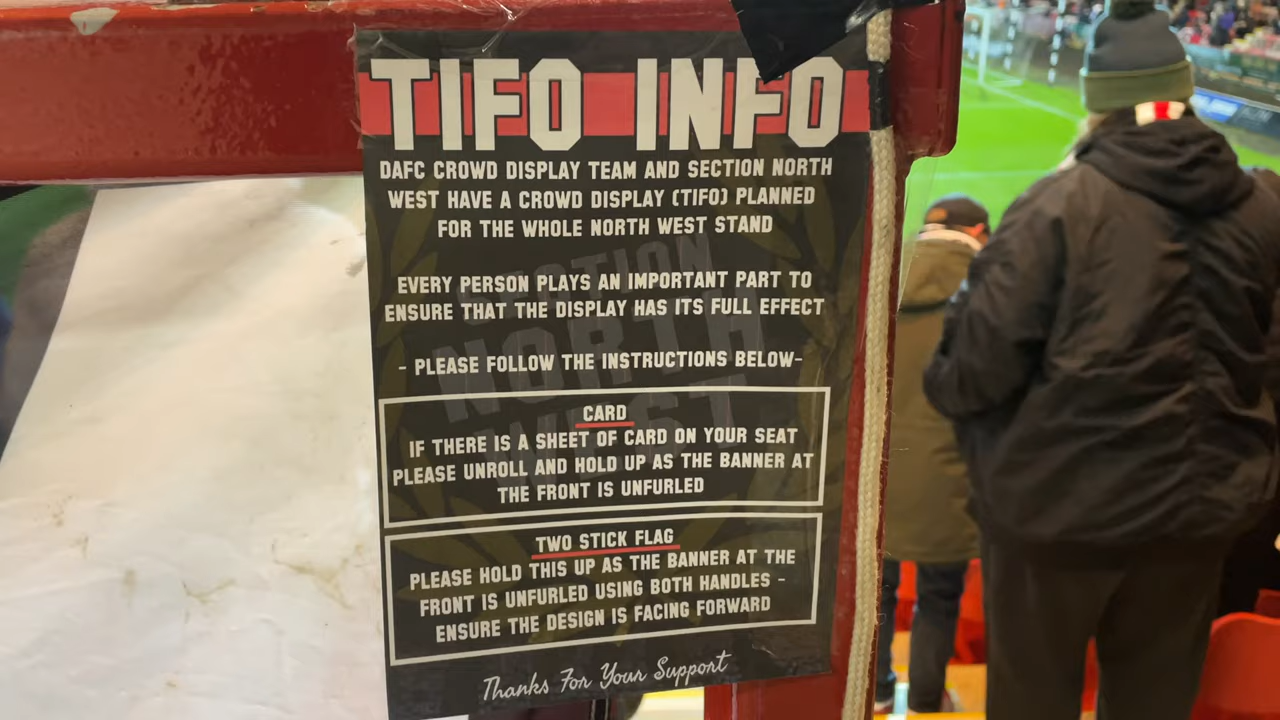 TIFO INFO
DAFC CROWD DISPLAY TEAM AND SECTION NORTH
WEST HAVE A CROWD DISPLAY (TIFO) PLANNED
FOR THE WHOLE NORTH WEST STAND
EVERY PERSON PLAYS AN IMPORTANT PART TO
ENSURE THAT THE DISPLAY HAS ITS FULL EFFECT
- PLEASE FOLLOW THE INSTRUCTIONS BELOW-
CARD
IF THERE IS A SHEET OF CARD ON YOUR SEAT
PLEASE UNROLL AND HOLD UP AS THE BANNER AT
THE FRONT IS UNFURLED
TWO STICK FLAG
PLEASE HOLD THIS UP AS THE BANNER AT THE
FRONT IS UNFURLED USING BOTH HANDLES -
ENSURE THE DESIGN IS FACING FORWARD
Thanks For Your Support
SECTION
NORTH
WEST